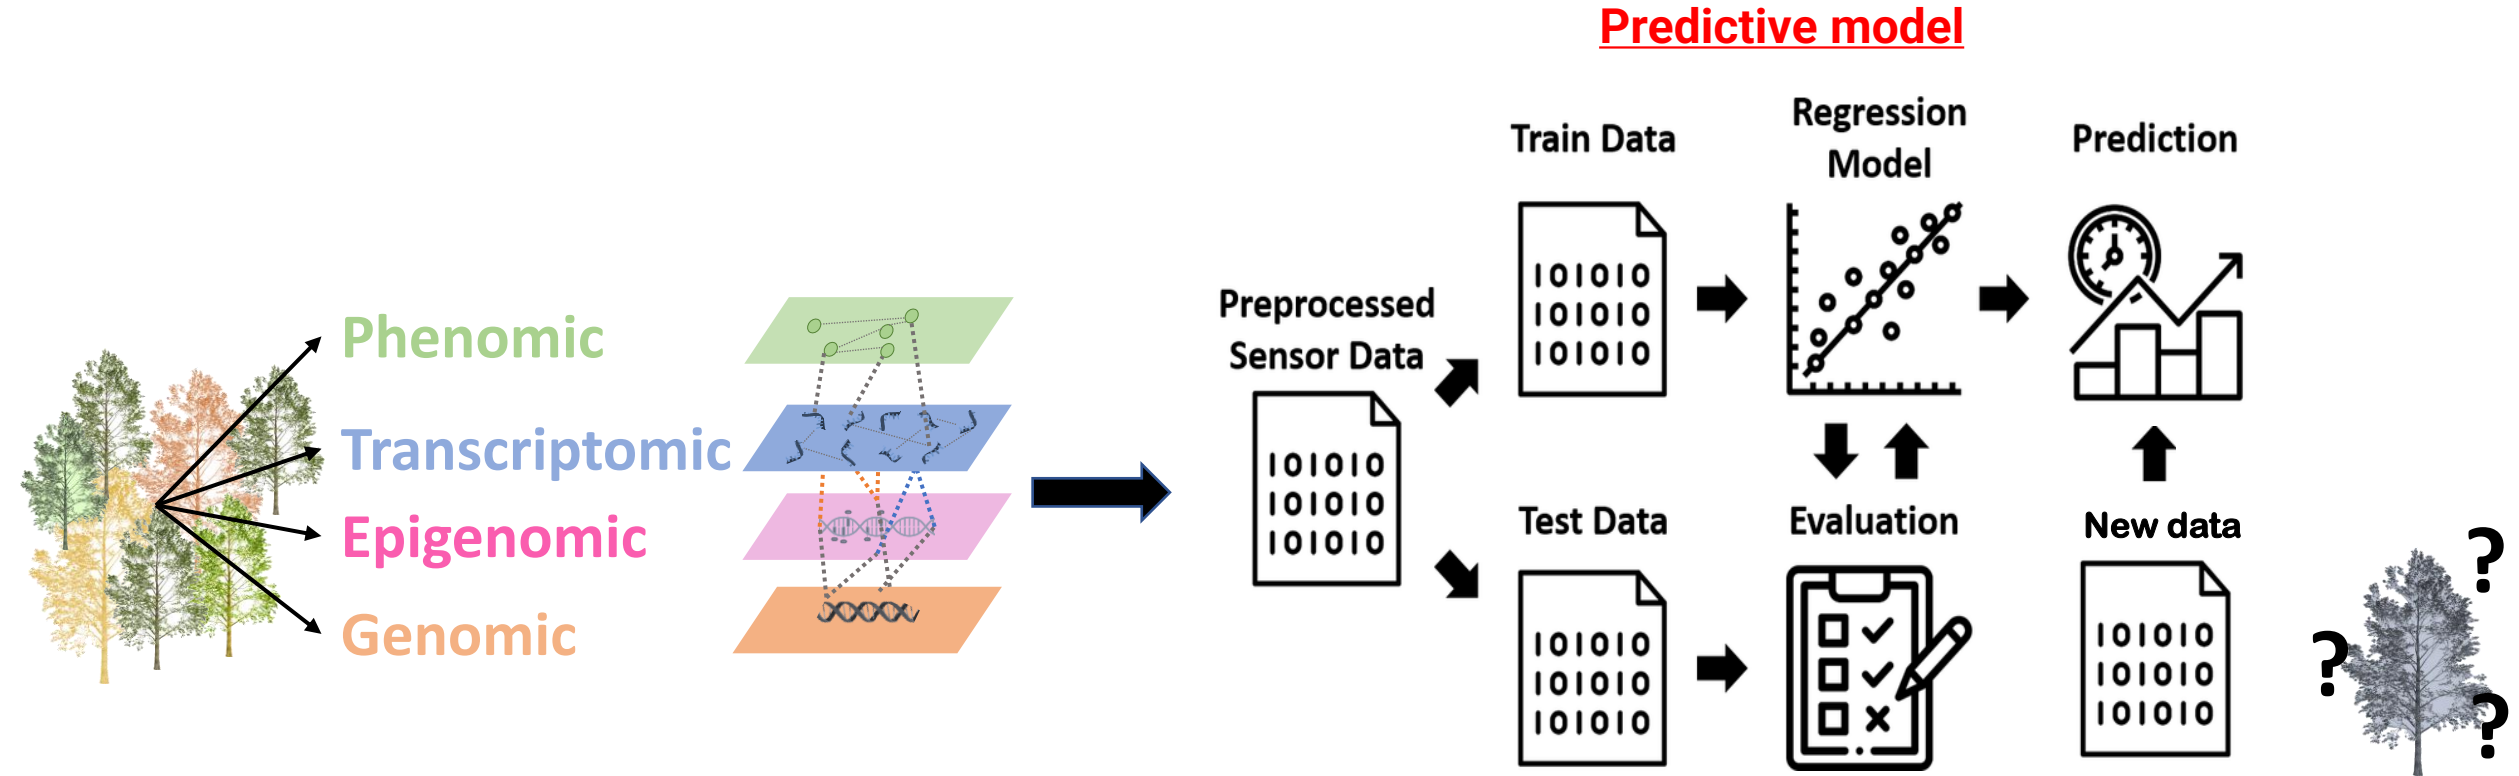 Predictive model
Phenomic
Transcriptomic
Epigenomic
Genomic
Preprocessed
Sensor Data
101010
101010
101010
Train Data
101010
101010
101010
Regression
Model
Prediction
Test Data
101010
101010
101010
Evaluation
New data
101010
101010
101010
?
?
?